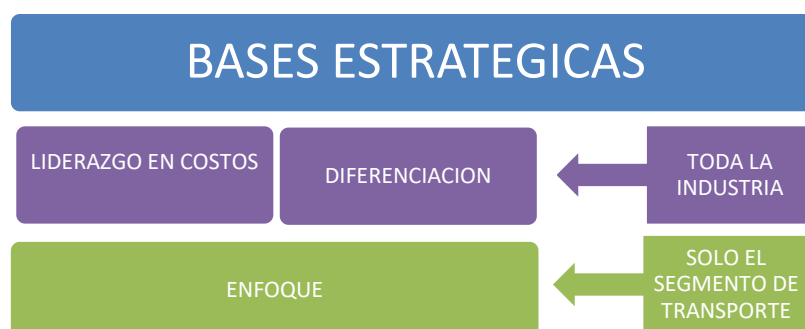 BASES ESTRATEGICAS
LIDERAZGO EN COSTOS
DIFERENCIACION
TODA LA
INDUSTRIA
ENFOQUE
SOLO EL
SEGMENTO DE
TRANSPORTE